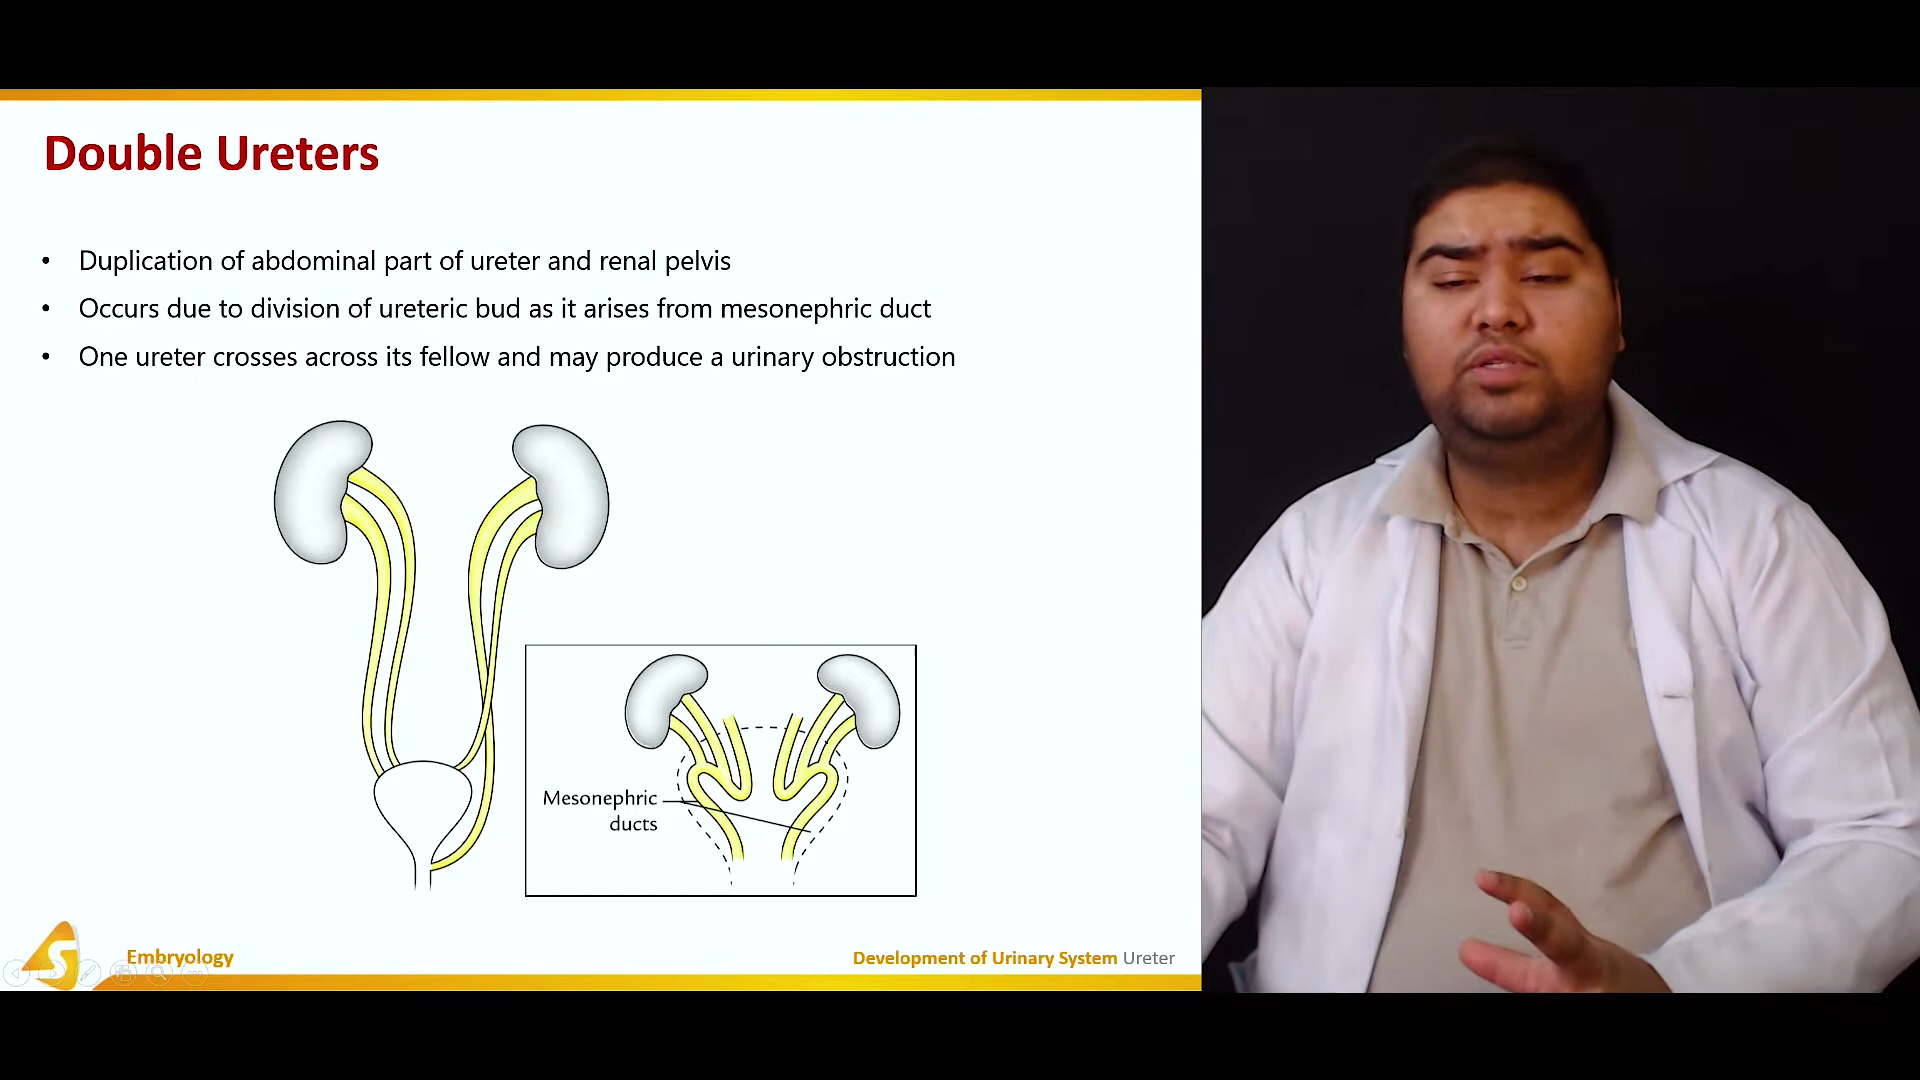 Double Ureters
• Duplication of abdominal part of ureter and renal pelvis
• Occurs due to division of ureteric bud as it arises from mesonephric duct
• One ureter crosses across its fellow and may produce a urinary obstruction
Mesonephric
ducts
S
Embryology
Development of Urinary System Ureter